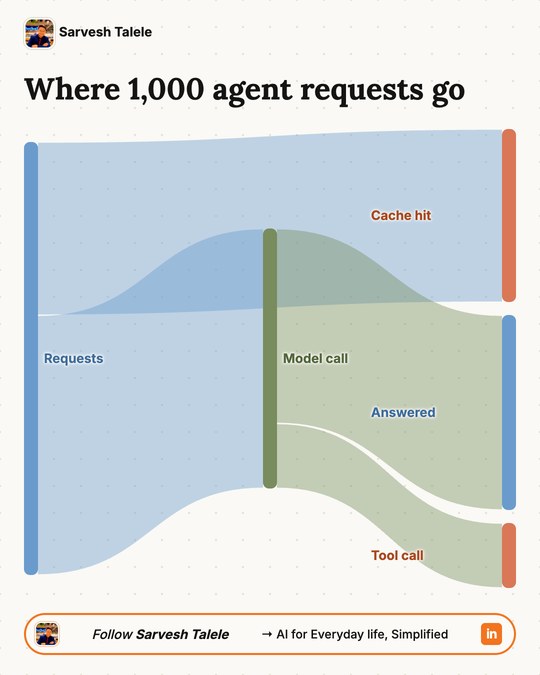 Sarvesh Talele
Where 1,000 agent requests go
Cache hit
Requests
Model call
Answered
Tool call
Follow Sarvesh Talele → AI for Everyday life, Simplified in